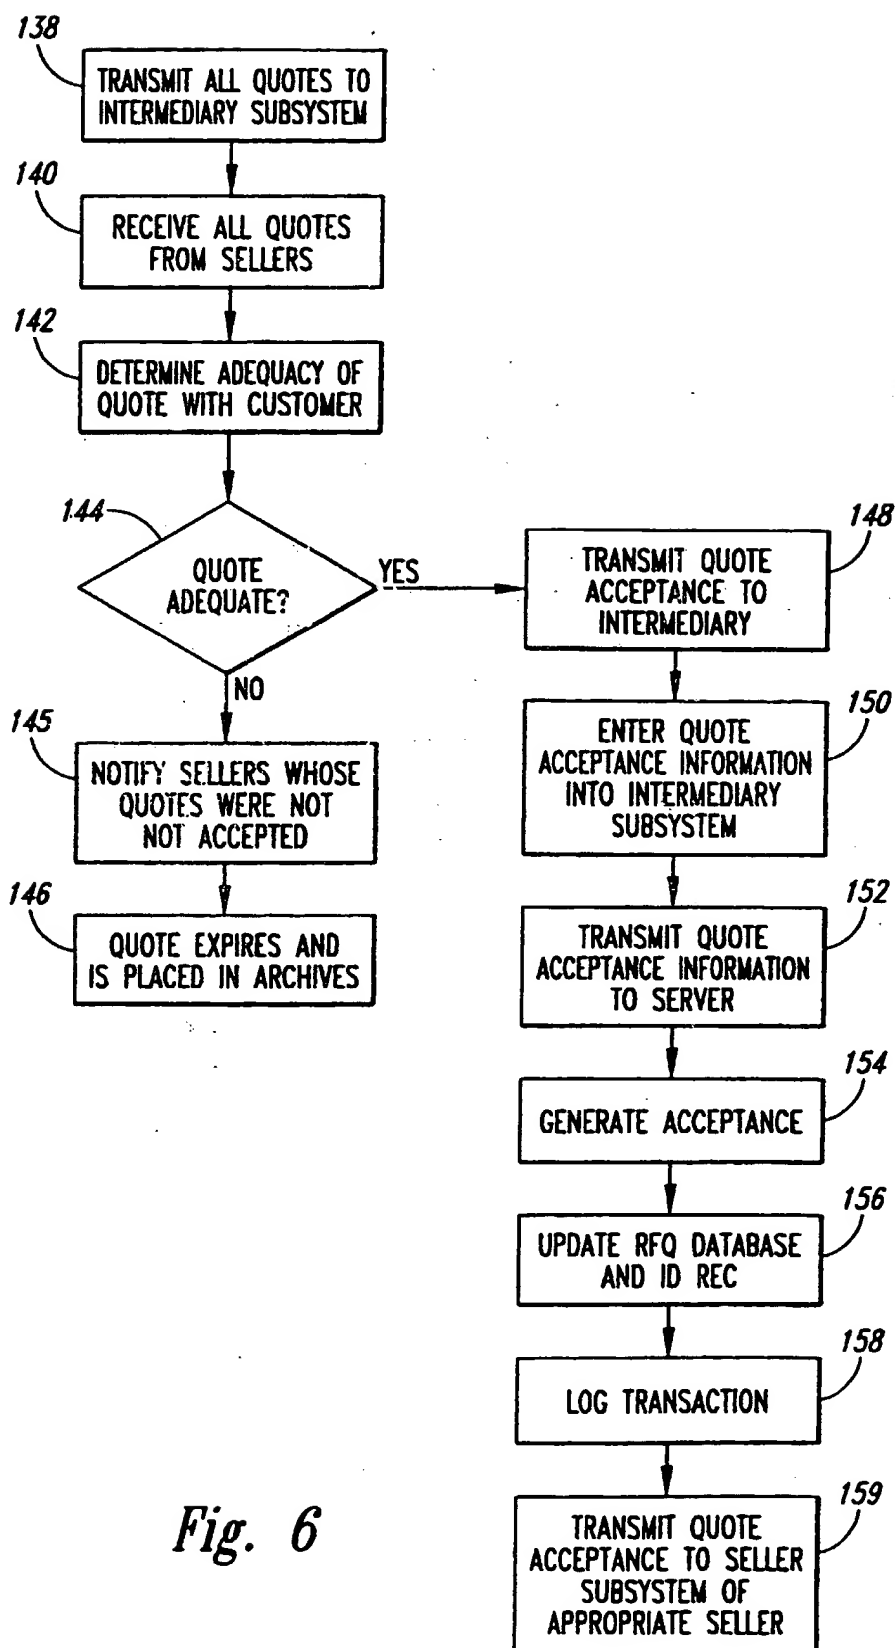 138
TRANSMIT ALL QUOTES TO
INTERMEDIARY SUBSYSTEM
140
RECEIVE ALL QUOTES
FROM SELLERS
142
DETERMINE ADEQUACY OF
QUOTE WITH CUSTOMER
144
QUOTE
ADEQUATE?
YES
NO
145
NOTIFY SELLERS WHOSE
QUOTES WERE NOT
NOT ACCEPTED
146
QUOTE EXPIRES AND
IS PLACED IN ARCHIVES
148
TRANSMIT QUOTE
ACCEPTANCE TO
INTERMEDIARY
150
ENTER QUOTE
ACCEPTANCE INFORMATION
INTO INTERMEDIARY
SUBSYSTEM
152
TRANSMIT QUOTE
ACCEPTANCE INFORMATION
TO SERVER
154
GENERATE ACCEPTANCE
156
UPDATE RFQ DATABASE
AND ID REC
158
LOG TRANSACTION
159
TRANSMIT QUOTE
ACCEPTANCE TO SELLER
SUBSYSTEM OF
APPROPRIATE SELLER
Fig. 6